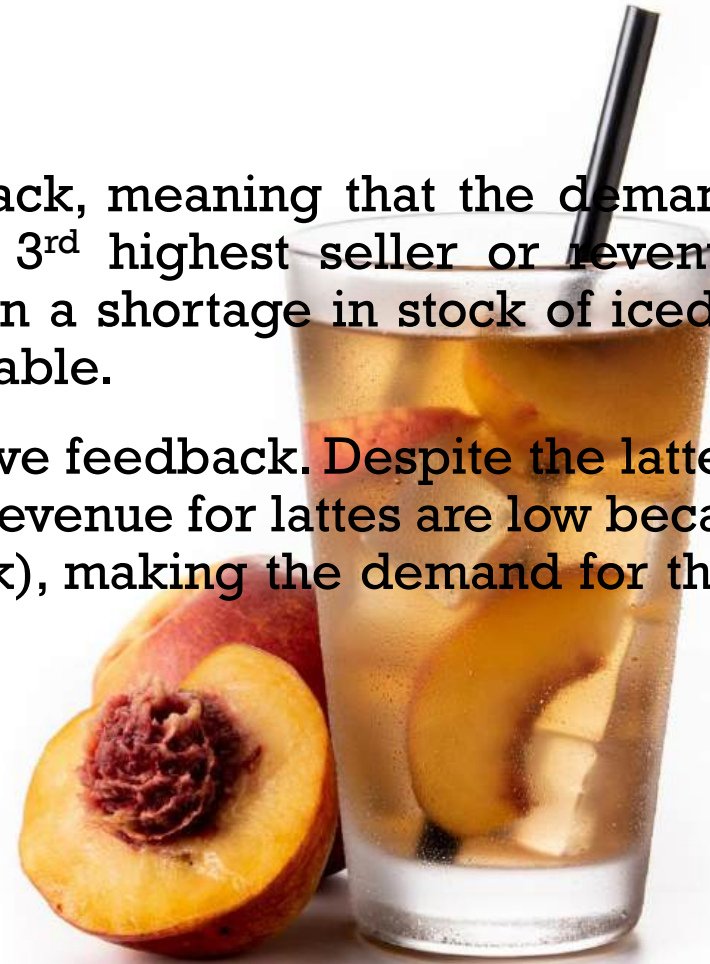 ack, meaning that the deman
3rd highest seller or revenu
n a shortage in stock of iced
able.
ve feedback. Despite the latte
evenue for lattes are low beca
k), making the demand for th